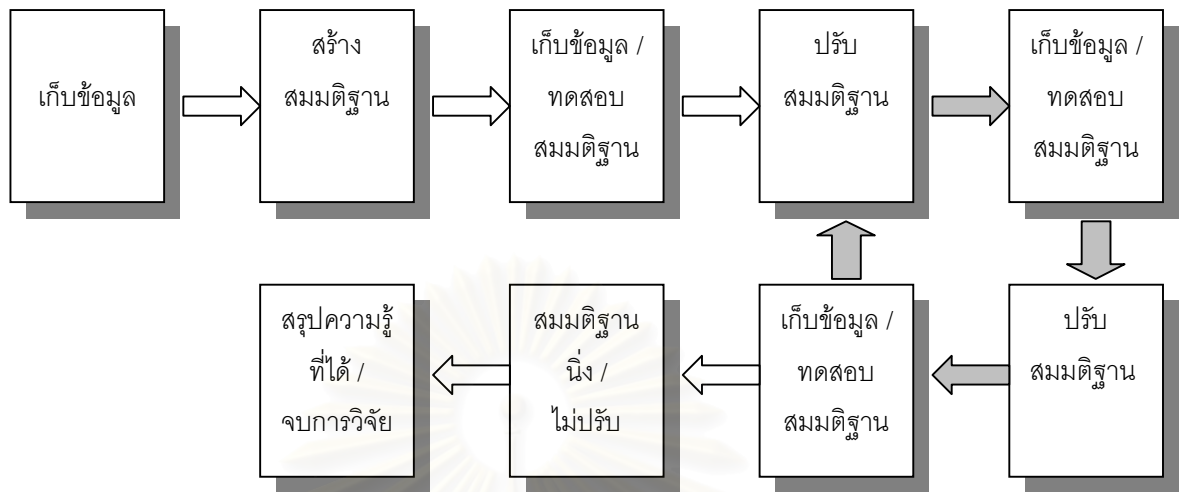 เก็บข้อมูล
สร้าง
สมมติฐาน
เก็บข้อมูล /
ทดสอบ
สมมติฐาน
ปรับ
สมมติฐาน
เก็บข้อมูล /
ทดสอบ
สมมติฐาน
ปรับ
สมมติฐาน
เก็บข้อมูล /
ทดสอบ
สมมติฐาน
สมมติฐาน
นิ่ง /
ไม่ปรับ
สรุปความรู้
ที่ได้ /
จบการวิจัย